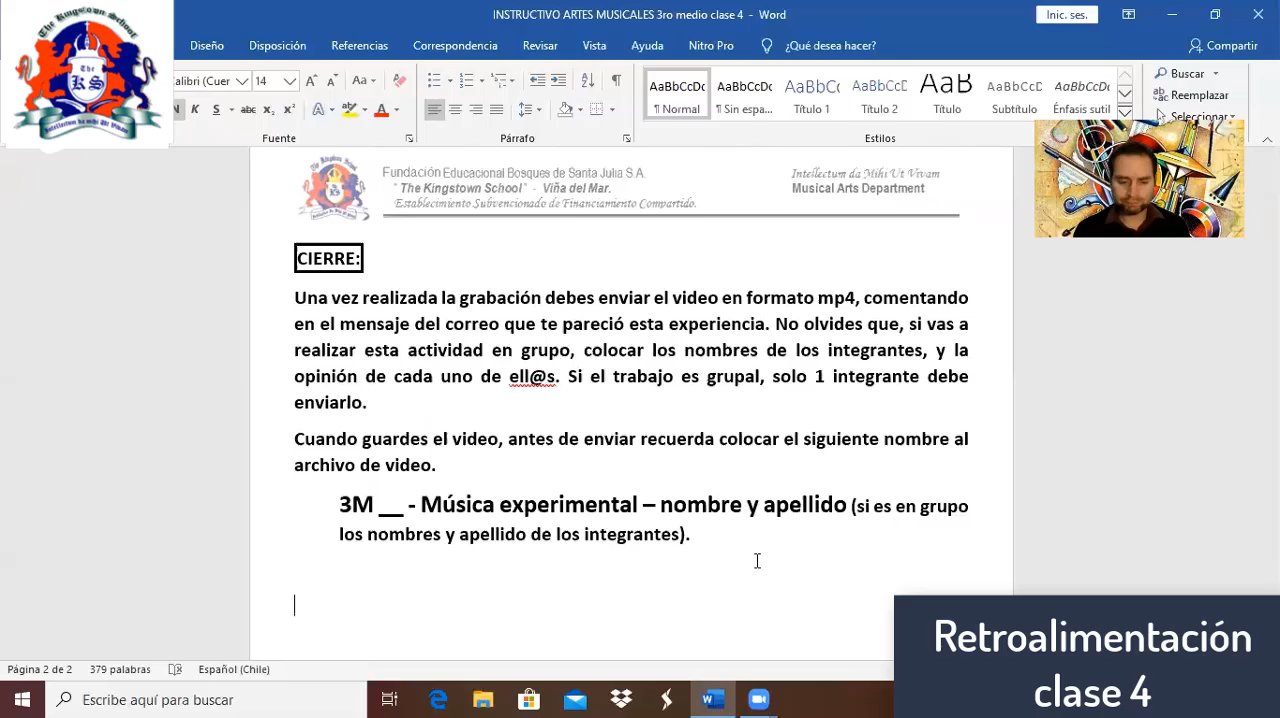 INSTRUCTIVO ARTES MUSICALES 3ro medio clase 4 - Word
Inic. ses.
Diseño Disposición Referencias Correspondencia Revisar Vista Ayuda Nitro Pro ¿Qué desea hacer? Compartir
The Kingstown School
The
KS
Calibri (Cuer 14
AaBbCcDc AaBbCcDc AaBbCc AaBbCcD AaB AaBbCcD AaBbCcDc
¶ Normal ¶ Sin espa... Título 1 Título 2 Título Subtítulo Énfasis sutil
Buscar
Reemplazar
Seleccionar
Fuente Párrafo Estilos
Fundación Educacional Bosques de Santa Julia S.A.
" The Kingstown School" - Viña del Mar.
Establecimiento Subvencionado de Financiamiento Compartido.
Intellectum da Mihi Ut Vivam
Musical Arts Department
CIERRE:
Una vez realizada la grabación debes enviar el video en formato mp4, comentando
en el mensaje del correo que te pareció esta experiencia. No olvides que, si vas a
realizar esta actividad en grupo, colocar los nombres de los integrantes, y la
opinión de cada uno de ell@s. Si el trabajo es grupal, solo 1 integrante debe
enviarlo.
Cuando guardes el video, antes de enviar recuerda colocar el siguiente nombre al
archivo de video.
3M __ - Música experimental – nombre y apellido (si es en grupo
los nombres y apellido de los integrantes).
Retroalimentación
clase 4
Página 2 de 2 379 palabras Español (Chile)
Escribe aquí para buscar